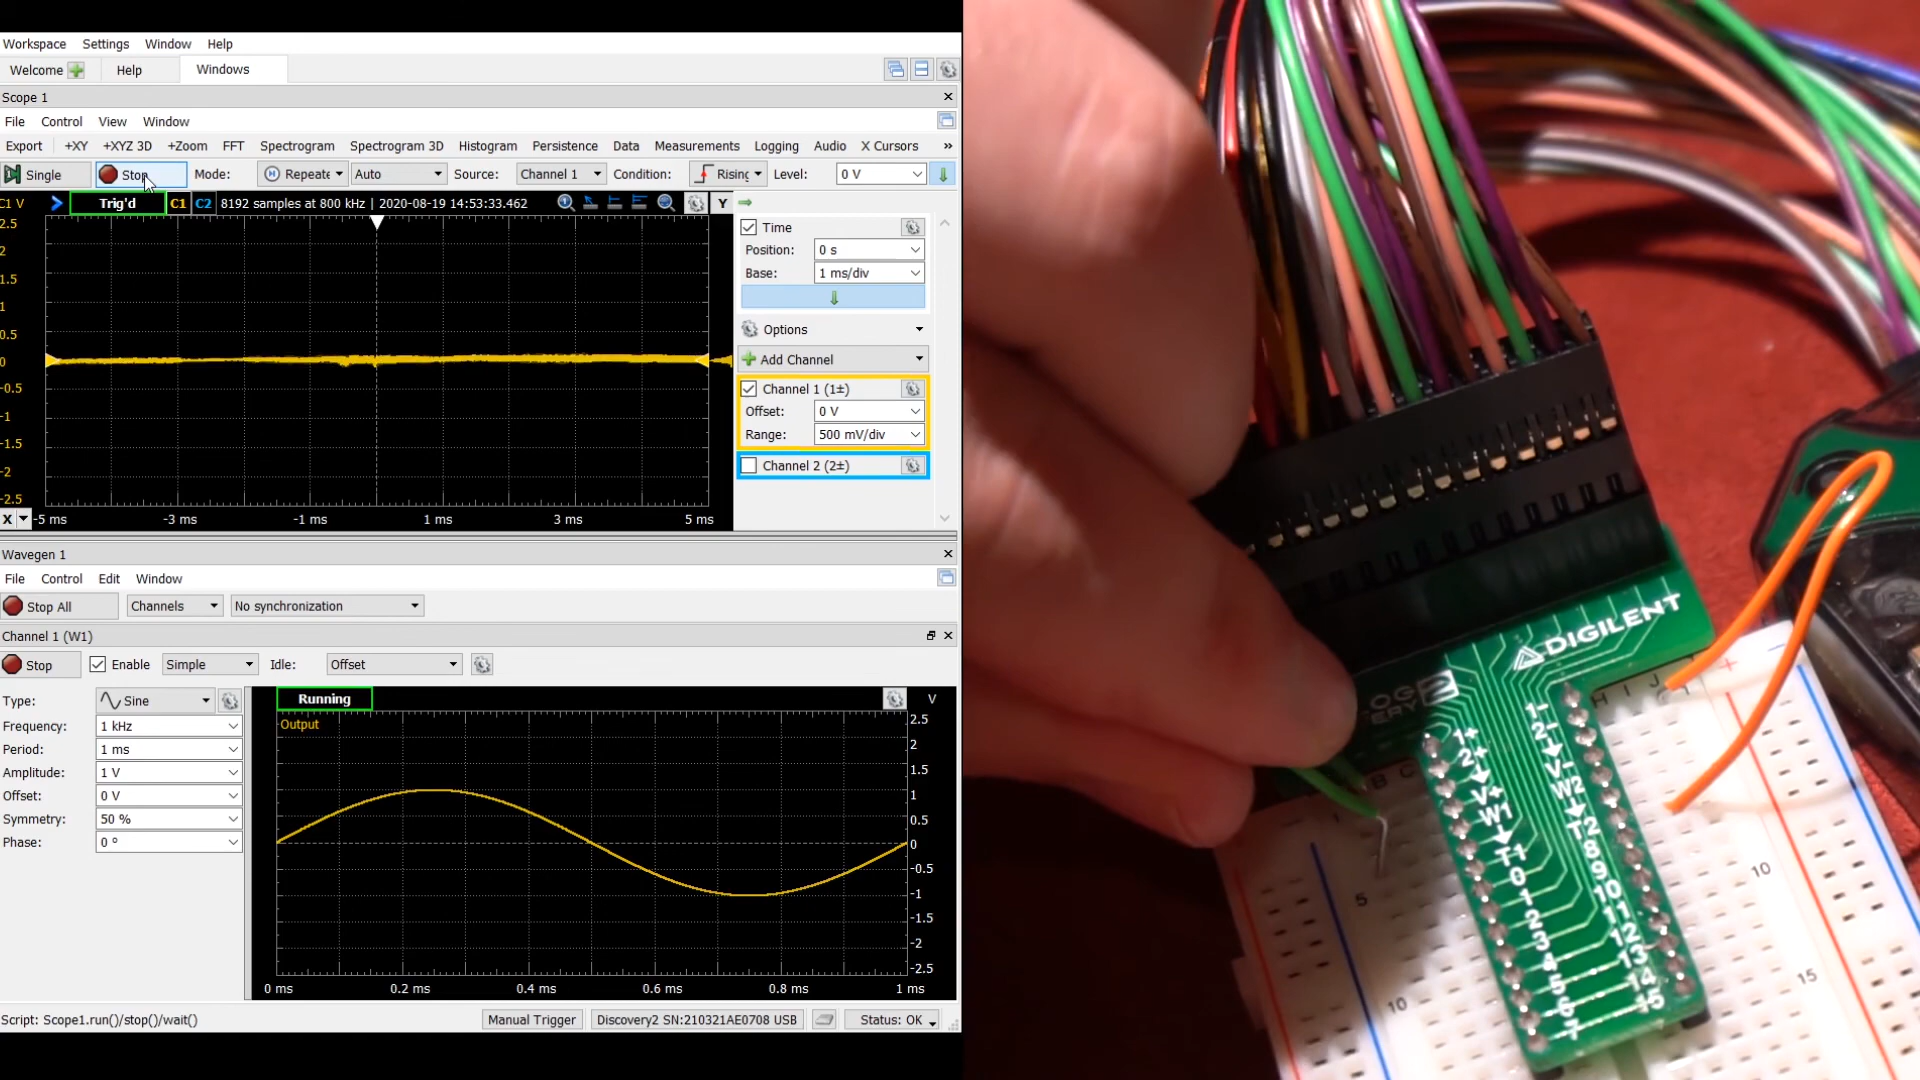 Workspace Settings Window Help
Welcome Help Windows
Scope 1
File Control View Window
Export +XY +XYZ 3D +Zoom FFT Spectrogram Spectrogram 3D Histogram Persistence Data Measurements Logging Audio X Cursors »
Single Stop Mode: Repeate Auto Source: Channel 1 Condition: Rising Level: 0 V
C1 V Trig'd C1 C2 8192 samples at 800 kHz | 2020-08-19 14:53:33.462 Y
2.5
2
1.5
1
0.5
0
-0.5
-1
-1.5
-2
-2.5
X -5 ms -3 ms -1 ms 1 ms 3 ms 5 ms
Time
Position: 0 s
Base: 1 ms/div
Options
Add Channel
Channel 1 (1±)
Offset: 0 V
Range: 500 mV/div
Channel 2 (2±)
Wavegen 1
File Control Edit Window
Stop All Channels No synchronization
Channel 1 (W1)
Stop Enable Simple Idle: Offset
Type: Sine
Frequency: 1 kHz
Period: 1 ms
Amplitude: 1 V
Offset: 0 V
Symmetry: 50 %
Phase: 0 º
Running V
Output
2.5
2
1.5
1
0.5
0
-0.5
-1
-1.5
-2
-2.5
0 ms 0.2 ms 0.4 ms 0.6 ms 0.8 ms 1 ms
Script: Scope1.run()/stop()/wait() Manual Trigger Discovery2 SN:210321AE0708 USB Status: OK
DIGILENT
2
1+
2+
↓
V+
W1
↓
T1
0
1
2
3
4
5
6
7
1-
2-
↓
V-
W2
↓
T2
8
9
10
11
12
13
14
15
B C
H I J
1
5
10
10
15
+
-